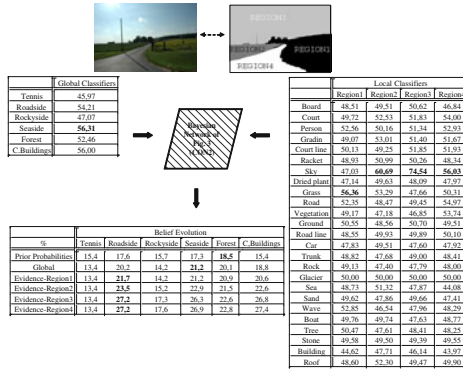 REGION3
REGION2 REGION1
REGION4
Global Classifiers
Tennis 45,97
Roadside 54,21
Rockyside 47,07
Seaside 56,31
Forest 52,46
C.Buildings 56,00
Bayesian
Network of
Fig.
(CON2)
Local Classifiers
Region1 Region2 Region3 Region4
Board 48,51 49,51 50,62 46,84
Court 49,72 52,53 51,83 54,00
Person 52,56 50,16 51,34 52,93
Gradin 49,07 53,01 51,40 51,67
Court line 50,13 49,25 51,85 51,93
Racket 48,93 50,99 50,26 48,34
Sky 47,03 60,69 74,54 56,03
Dried plant 47,14 49,63 48,09 47,97
Grass 56,36 53,29 47,66 50,31
Road 52,35 48,47 49,45 54,97
Vegetation 49,17 47,18 46,85 53,74
Ground 50,55 48,56 50,70 49,51
Road line 48,55 49,93 49,89 50,10
Car 47,83 49,51 47,60 47,92
Trunk 48,82 47,68 49,00 48,41
Rock 49,13 47,40 47,79 48,00
Glacier 50,00 50,00 50,00 50,00
Sea 48,73 51,32 47,87 44,08
Sand 49,62 47,86 49,66 47,41
Wave 52,85 46,54 47,96 48,29
Boat 49,76 49,74 47,63 48,77
Tree 50,47 47,61 48,41 48,25
Stone 49,58 49,50 49,39 49,55
Building 44,62 47,71 46,14 43,97
Roof 48,60 52,30 49,47 49,90
Belief Evolution
% Tennis Roadside Rockyside Seaside Forest C,Buildings
Prior Probabilities 15,4 17,6 15,7 17,3 18,5 15,4
Global 13,4 20,2 14,2 21,2 20,1 18,8
Evidence-Region1 13,4 21,7 14,2 21,2 20,9 20,6
Evidence-Region2 13,4 23,5 15,2 22,9 21,5 22,6
Evidence-Region3 13,4 27,2 17,3 26,3 22,6 26,8
Evidence-Region4 13,4 27,2 17,6 26,9 22,8 27,4